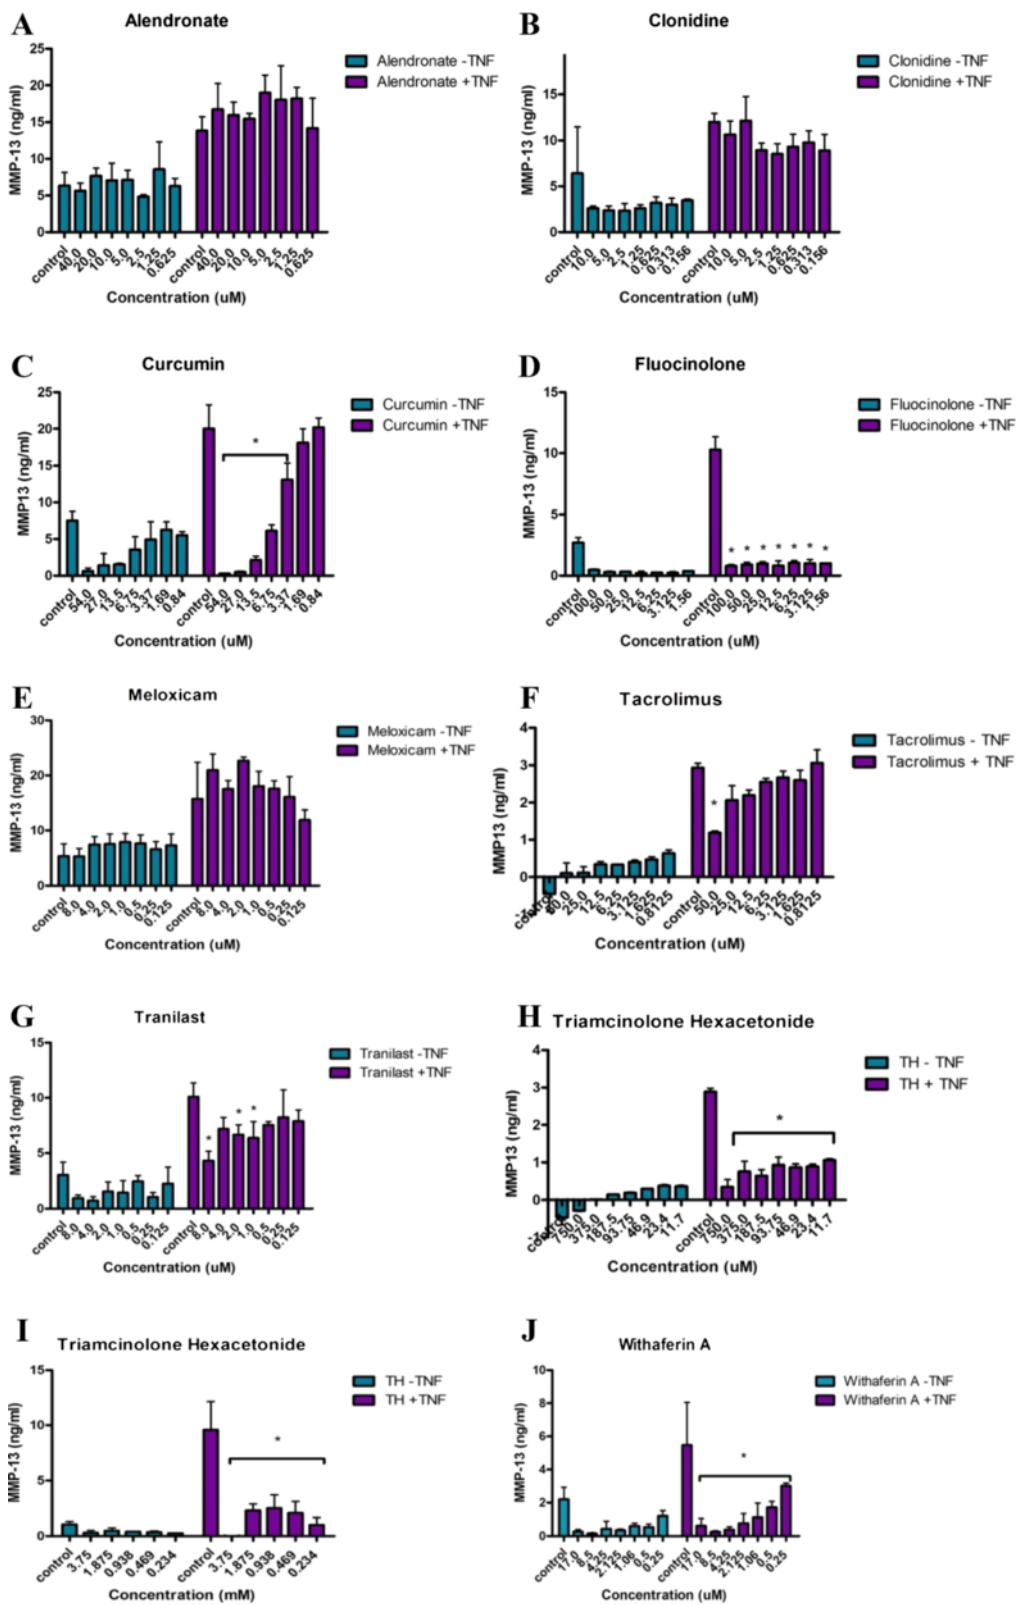 A
Alendronate
Alendronate -TNF
Alendronate +TNF
MMP-13 (ng/ml)
25
20
15
10
5
0
control 40.0 20.0 10.0 5.0 2.5 1.25 0.625 control 40.0 20.0 10.0 5.0 2.5 1.25 0.625
Concentration (uM)
B
Clonidine
Clonidine -TNF
Clonidine +TNF
MMP-13 (ng/ml)
15
10
5
0
control 10.0 5.0 2.5 1.25 0.625 0.313 0.156 control 10.0 5.0 2.5 1.25 0.625 0.313 0.156
Concentration (uM)
C
Curcumin
Curcumin -TNF
Curcumin +TNF
MMP13 (ng/ml)
25
20
15
10
5
0
*
control 54.0 27.0 13.5 6.75 3.37 1.69 0.84 control 54.0 27.0 13.5 6.75 3.37 1.69 0.84
Concentration (uM)
D
Fluocinolone
Fluocinolone -TNF
Fluocinolone +TNF
MMP-13 (ng/ml)
15
10
5
0
* * * * * * *
control 100.0 50.0 25.0 12.5 6.25 3.125 1.56 control 100.0 50.0 25.0 12.5 6.25 3.125 1.56
Concentration (uM)
E
Meloxicam
Meloxicam -TNF
Meloxicam +TNF
MMP-13 (ng/ml)
30
20
10
0
control 8.0 4.0 2.0 1.0 0.5 0.25 0.125 control 8.0 4.0 2.0 1.0 0.5 0.25 0.125
Concentration (uM)
F
Tacrolimus
Tacrolimus - TNF
Tacrolimus + TNF
MMP13 (ng/ml)
4
3
2
1
0
*
control 50.0 25.0 12.5 6.25 3.125 1.625 0.8125 control 50.0 25.0 12.5 6.25 3.125 1.625 0.8125
Concentration (uM)
G
Tranilast
Tranilast -TNF
Tranilast +TNF
MMP-13 (ng/ml)
15
10
5
0
* * *
control 8.0 4.0 2.0 1.0 0.5 0.25 0.125 control 8.0 4.0 2.0 1.0 0.5 0.25 0.125
Concentration (uM)
H
Triamcinolone Hexacetonide
TH - TNF
TH + TNF
MMP13 (ng/ml)
4
3
2
1
0
*
control 750.0 375.0 187.5 93.75 46.9 23.4 11.7 control 750.0 375.0 187.5 93.75 46.9 23.4 11.7
Concentration (uM)
I
Triamcinolone Hexacetonide
TH -TNF
TH +TNF
MMP-13 (ng/ml)
15
10
5
0
*
control 3.75 1.875 0.938 0.469 0.234 control 3.75 1.875 0.938 0.469 0.234
Concentration (mM)
J
Withaferin A
Withaferin A -TNF
Withaferin A +TNF
MMP-13 (ng/ml)
10
8
6
4
2
0
*
control 17.0 8.5 4.25 2.125 1.06 0.5 0.25 control 17.0 8.5 4.25 2.125 1.06 0.5 0.25
Concentration (uM)